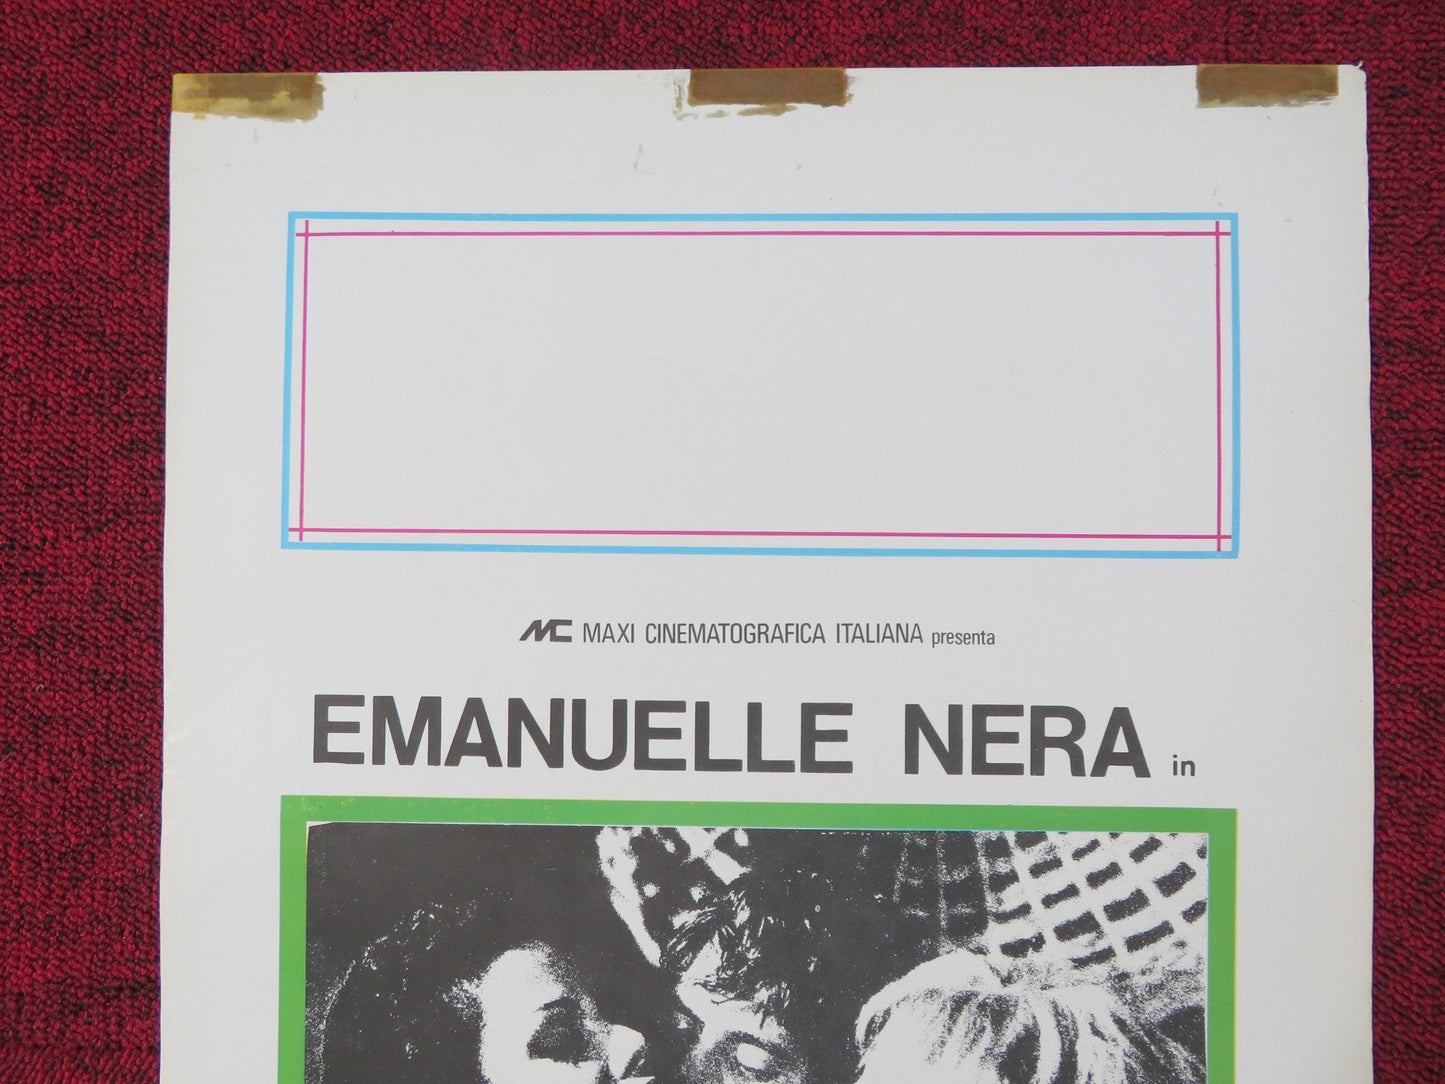 MC MAXI CINEMATOGRAFICA ITALIANA presenta
EMANUELLE NERA in